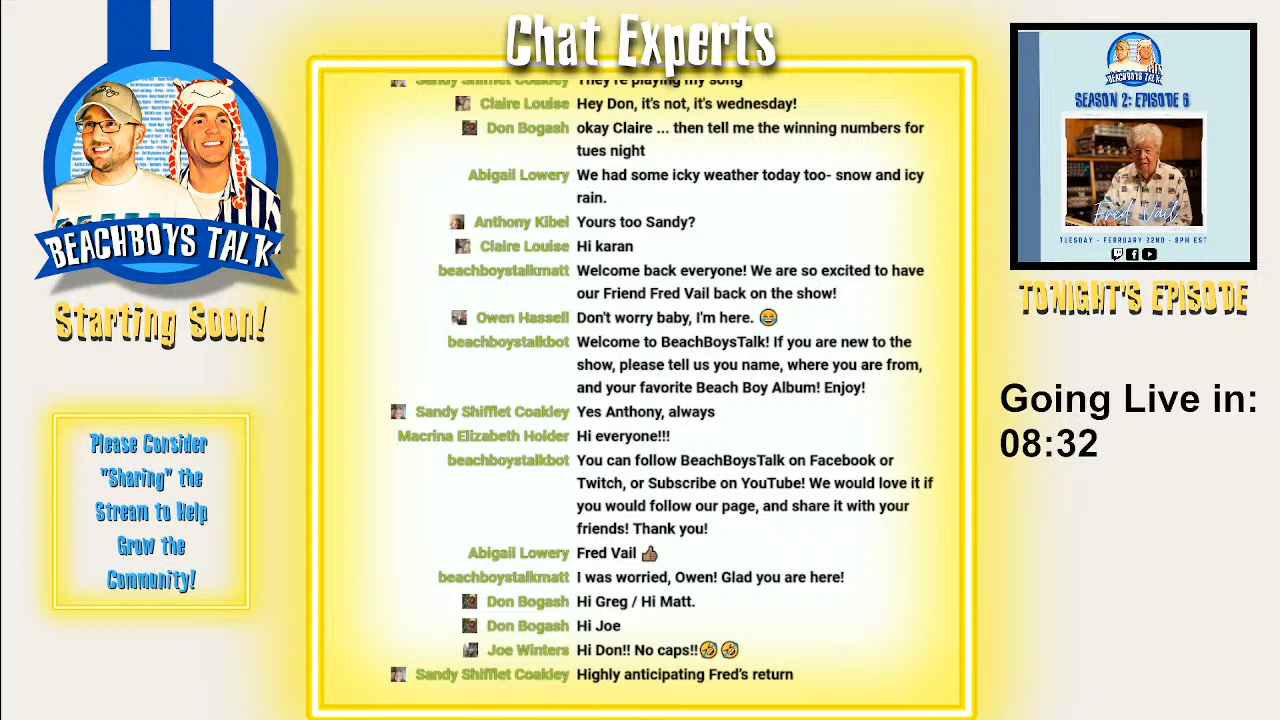 Chat Experts
BEACHBOYS TALK
Starting Soon!
Please Consider
"Sharing" the
Stream to Help
Grow the
Community!
Sandy Shifflet Coakley They're playing my song
Claire Louise Hey Don, it's not, it's wednesday!
Don Bogash okay Claire ... then tell me the winning numbers for
tues night
Abigail Lowery We had some icky weather today too- snow and icy
rain.
Anthony Kibel Yours too Sandy?
Claire Louise Hi karan
beachboystalkmatt Welcome back everyone! We are so excited to have
our Friend Fred Vail back on the show!
Owen Hassell Don't worry baby, I'm here. 😂
beachboystalkbot Welcome to BeachBoysTalk! If you are new to the
show, please tell us you name, where you are from,
and your favorite Beach Boy Album! Enjoy!
Sandy Shifflet Coakley Yes Anthony, always
Macrina Elizabeth Holder Hi everyone!!!
beachboystalkbot You can follow BeachBoysTalk on Facebook or
Twitch, or Subscribe on YouTube! We would love it if
you would follow our page, and share it with your
friends! Thank you!
Abigail Lowery Fred Vail 👍🏽
beachboystalkmatt I was worried, Owen! Glad you are here!
Don Bogash Hi Greg / Hi Matt.
Don Bogash Hi Joe
Joe Winters Hi Don!! No caps!!🤣 🤣
Sandy Shifflet Coakley Highly anticipating Fred's return
BEACHBOYS TALK
SEASON 2: EPISODE 6
Fred Vail
TUESDAY - FEBRUARY 22ND - 8PM EST
TONIGHT'S EPISODE
Going Live in:
08:32